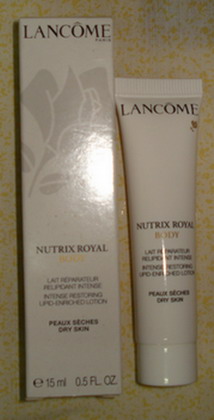 LANCÔME
PARIS
NUTRIX ROYAL
BODY
LAIT RÉPARATEUR
RELIPIDANT INTENSE
INTENSE RESTORING
LIPID-ENRICHED LOTION
PEAUX SÈCHES
DRY SKIN
℮ 15 ml 0.5 FL. OZ.
LANCÔME
NUTRIX ROYAL
BODY
LAIT RÉPARATEUR
RELIPIDANT INTENSE
INTENSE RESTORING
LIPID-ENRICHED LOTION
PEAUX SÈCHES
DRY SKIN